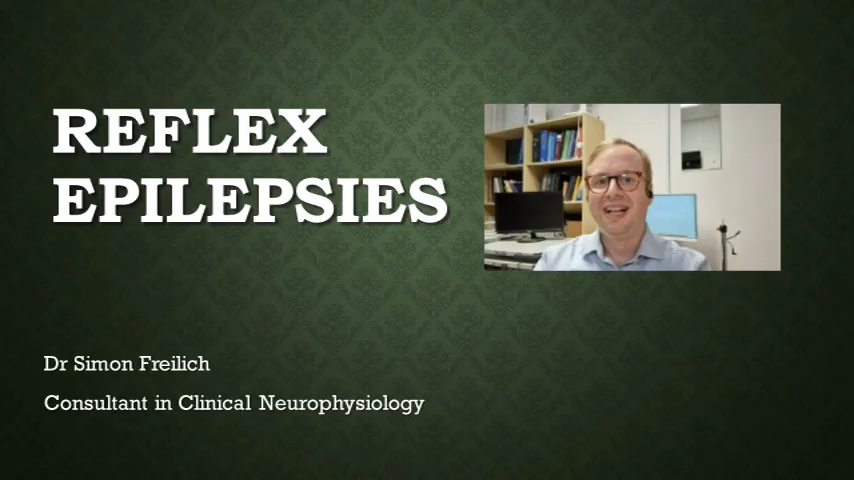 REFLEX
EPILEPSIES
Dr Simon Freilich
Consultant in Clinical Neurophysiology